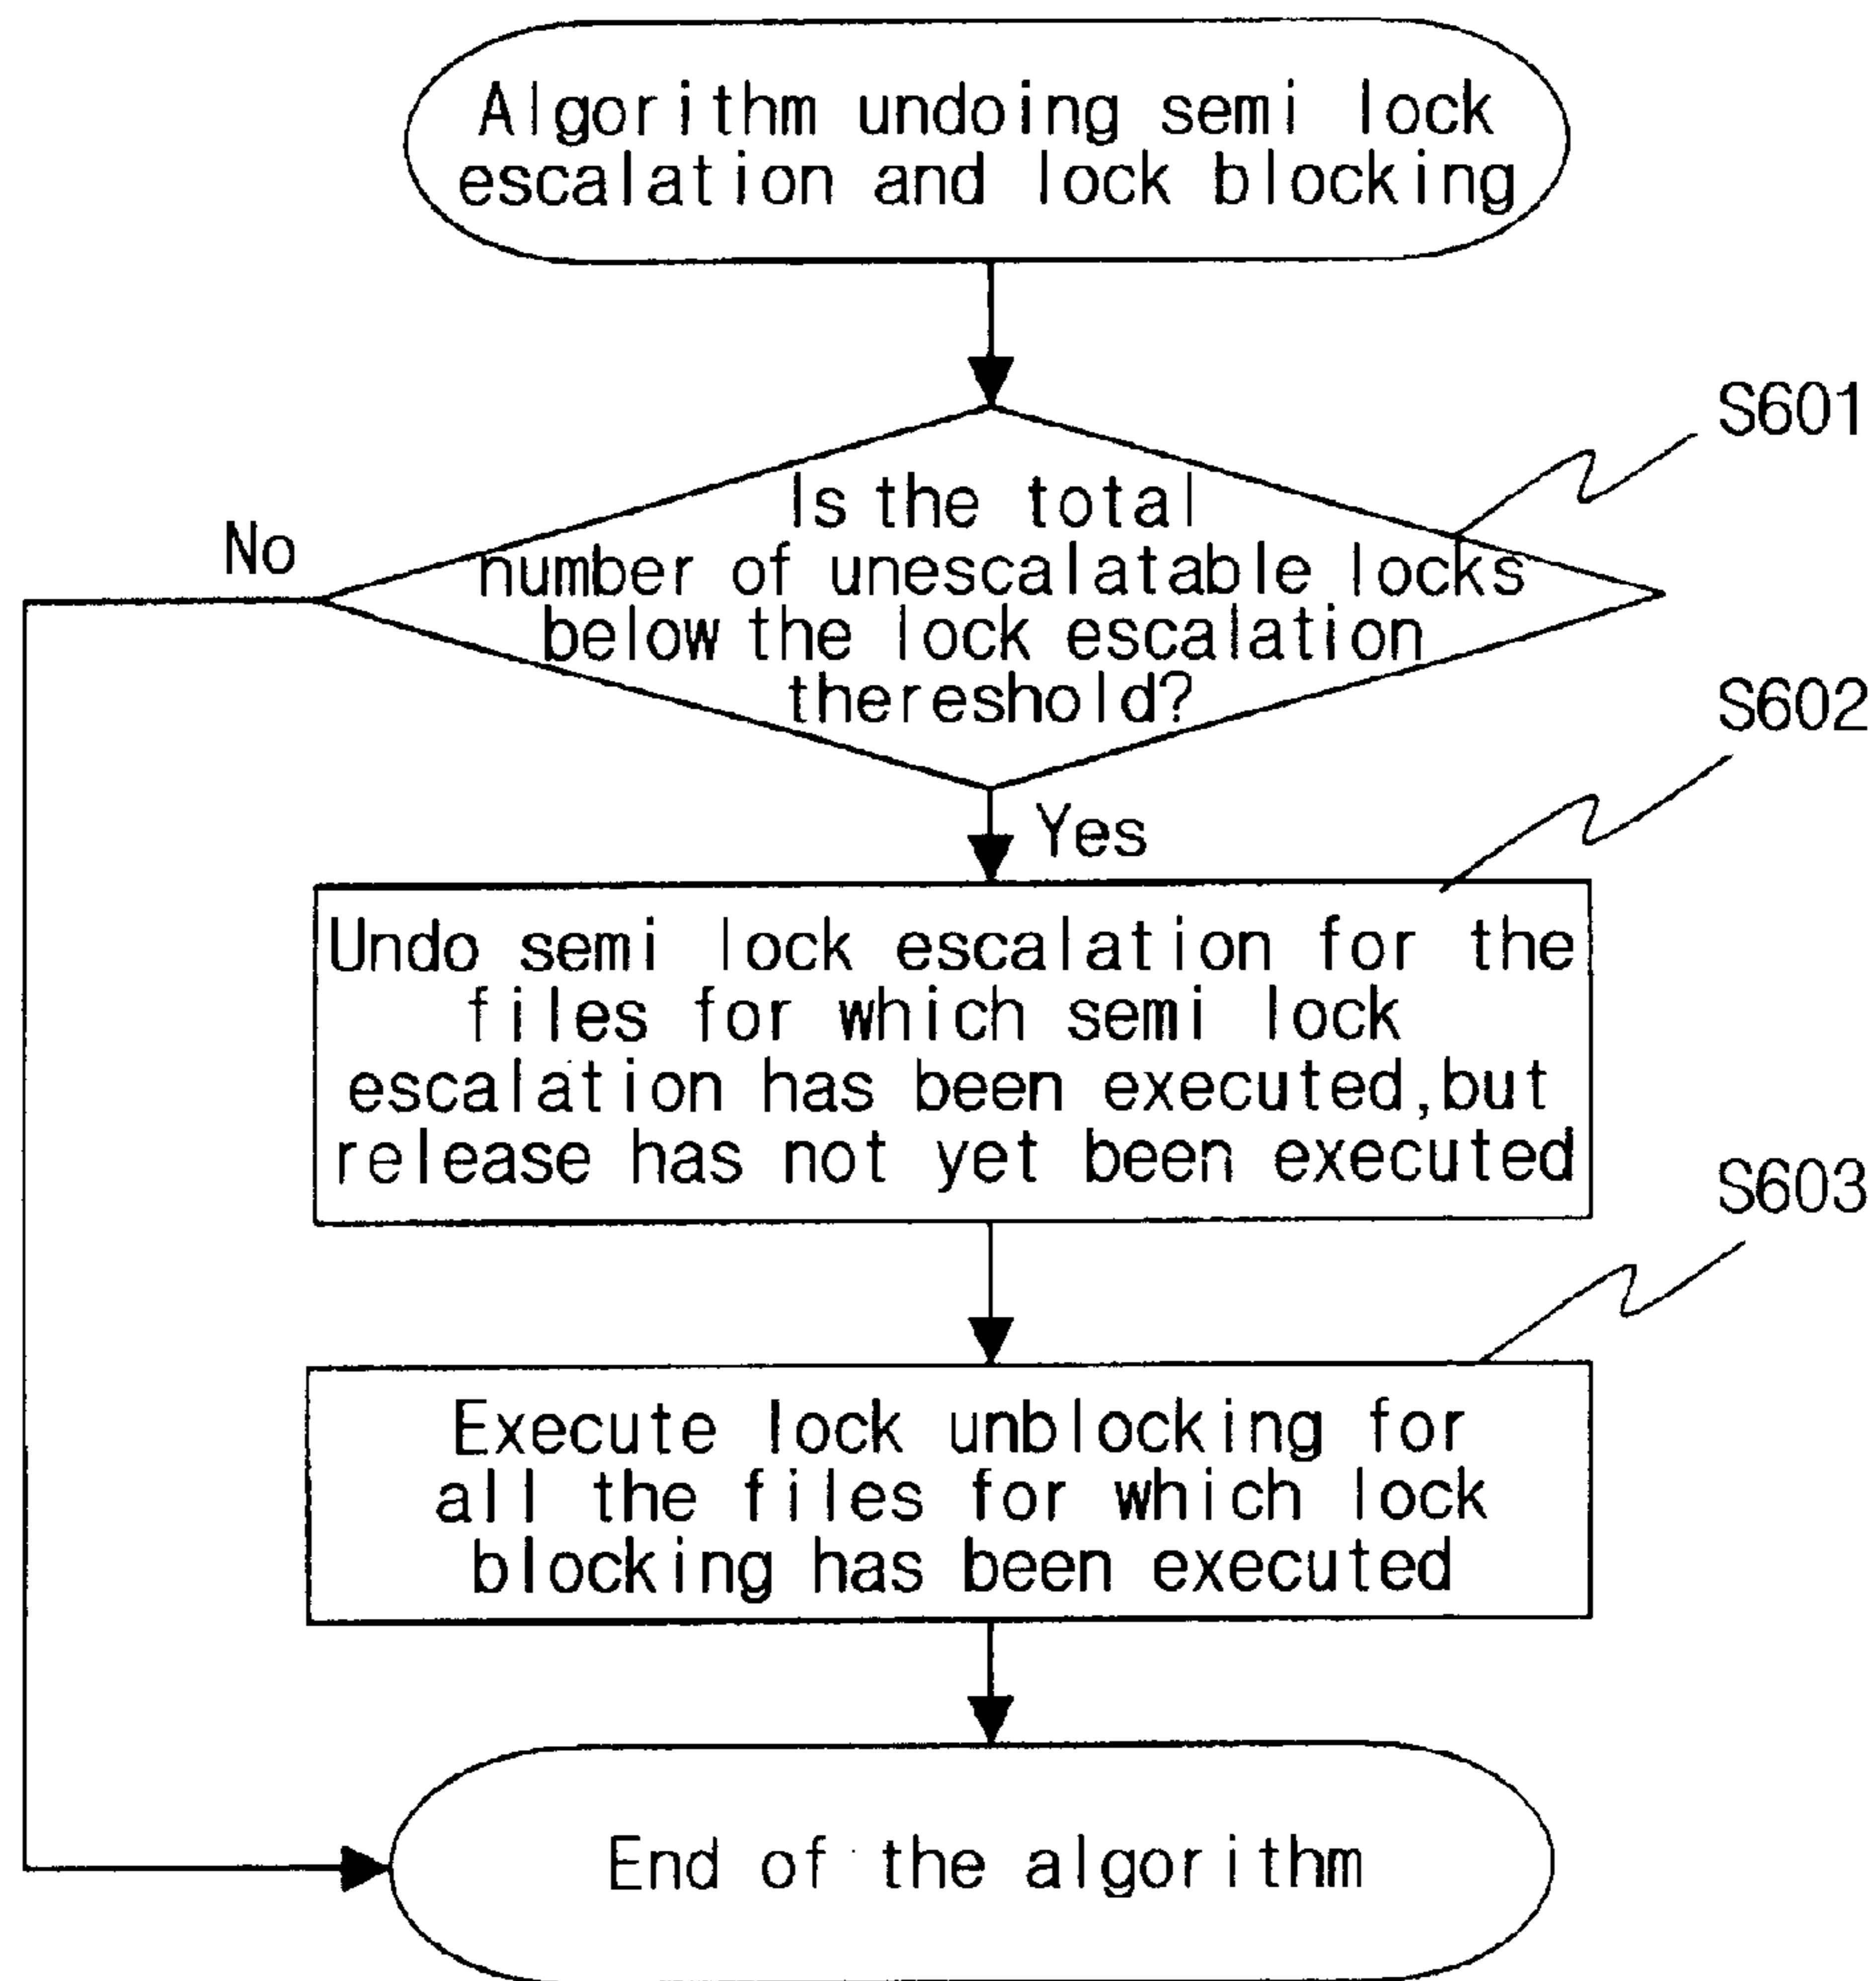 Algorithm undoing semi lock
escalation and lock blocking
S601
Is the total
No
number of unescalatable locks
below the lock escalation
thereshold?
S602
Yes
Undo semi lock escalation for the
files for which semi lock
escalation has been executed,but
release has not yet been executed
S603
Execute lock unblocking for
all the files for which lock
blocking has been executed
End of the algorithm